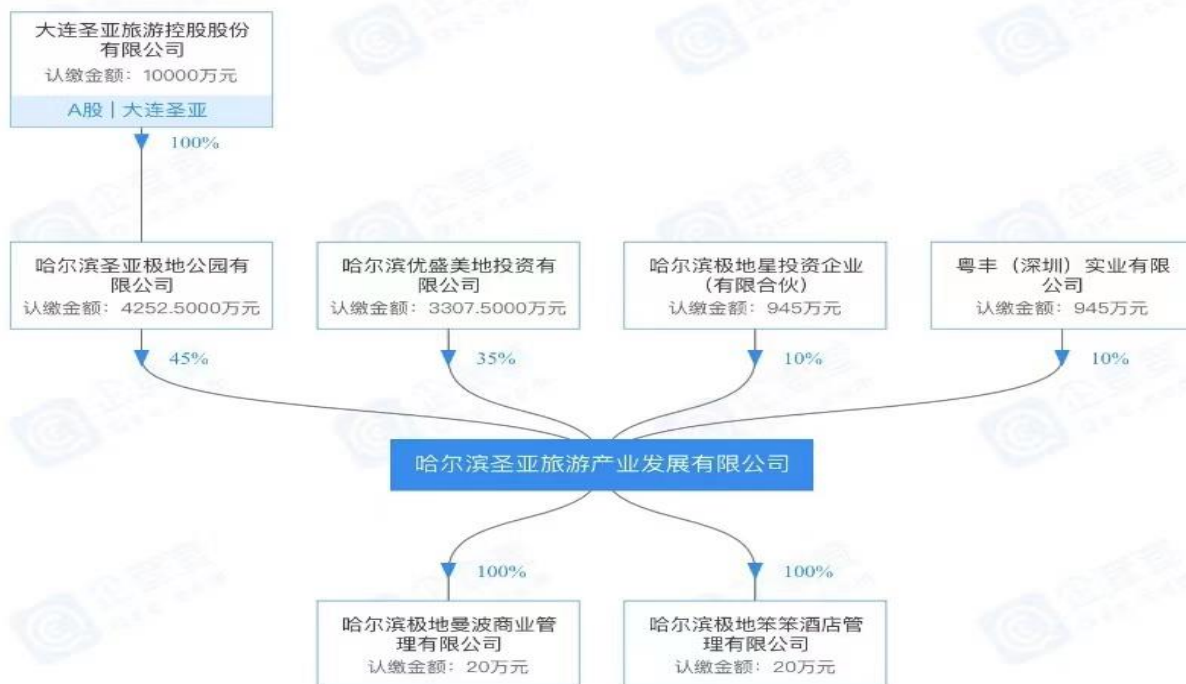 大连圣亚旅游控股股份
有限公司
认缴金额：10000万元
A股 | 大连圣亚
100%
哈尔滨圣亚极地公园有
限公司
认缴金额：4252.5000万元
哈尔滨优盛美地投资有
限公司
认缴金额：3307.5000万元
哈尔滨极地星投资企业
（有限合伙）
认缴金额：945万元
粤丰（深圳）实业有限
公司
认缴金额：945万元
45%
35%
10%
10%
哈尔滨圣亚旅游产业发展有限公司
100%
100%
哈尔滨极地曼波商业管
理有限公司
认缴金额：20万元
哈尔滨极地笨笨酒店管
理有限公司
认缴金额：20万元